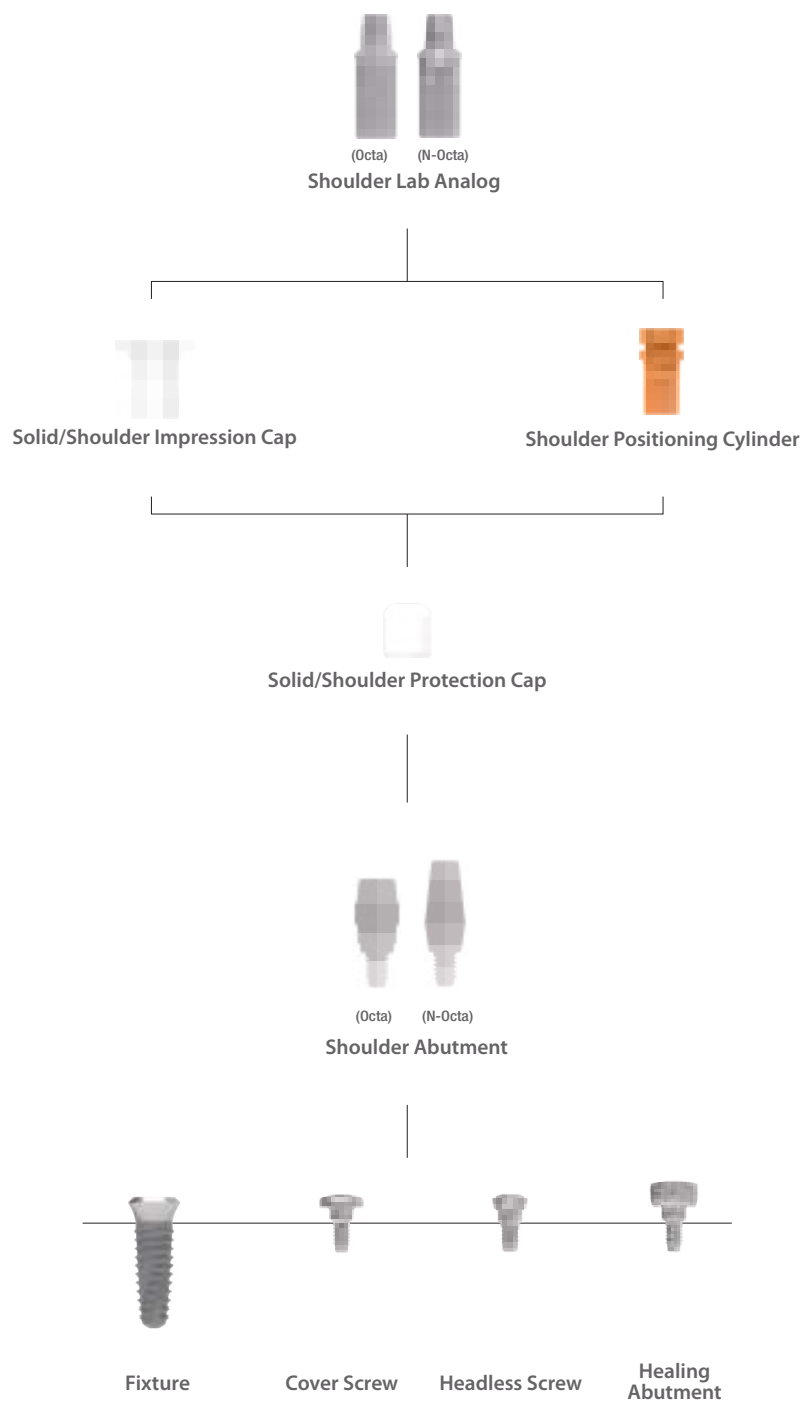 (Octa) (N-Octa)
Shoulder Lab Analog
Solid/Shoulder Impression Cap
Shoulder Positioning Cylinder
Solid/Shoulder Protection Cap
(Octa) (N-Octa)
Shoulder Abutment
Fixture
Cover Screw
Headless Screw
Healing
Abutment